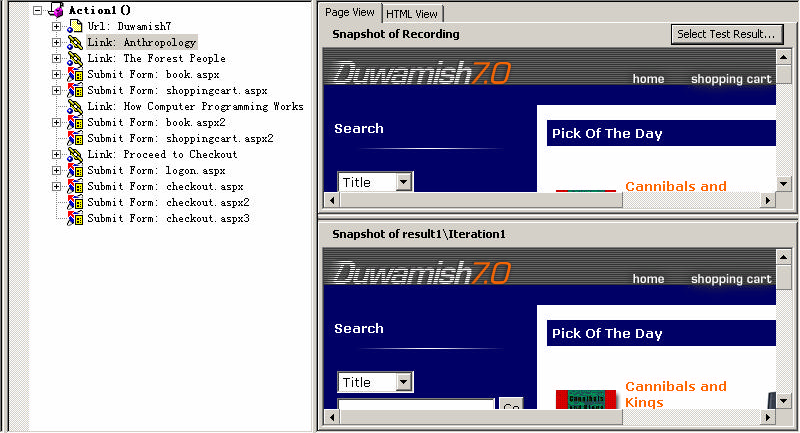 Action1 ()
Url: Duwamish7
Link: Anthropology
Link: The Forest People
Submit Form: book.aspx
Submit Form: shoppingcart.aspx
Link: How Computer Programming Works
Submit Form: book.aspx2
Submit Form: shoppingcart.aspx2
Link: Proceed to Checkout
Submit Form: logon.aspx
Submit Form: checkout.aspx
Submit Form: checkout.aspx2
Submit Form: checkout.aspx3
Page View HTML View
Snapshot of Recording Select Test Result...
Duwamish7.0
home shopping cart
Search
Pick Of The Day
Title
Cannibals and
Snapshot of result1\Iteration1
Duwamish7.0
home shopping cart
Search
Pick Of The Day
Title
Cannibals and
Kings
Cannibals
and Kings
Go